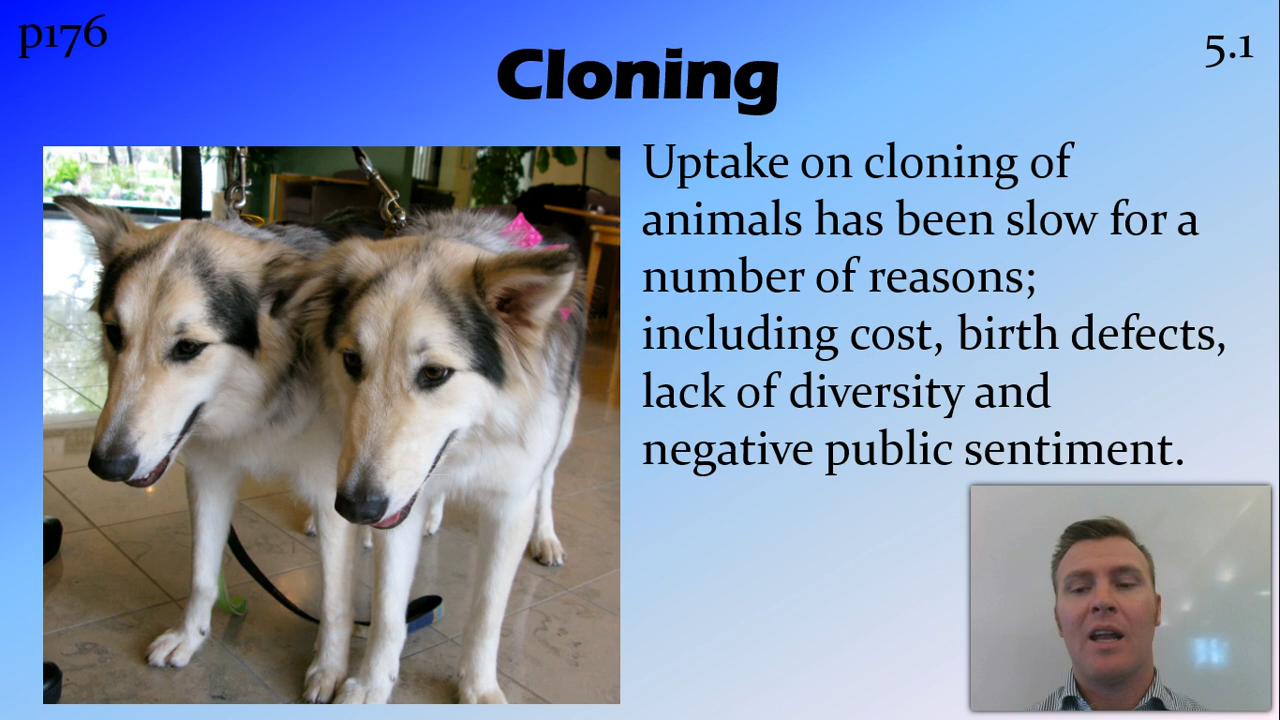 p176
5.1
Cloning
Uptake on cloning of
animals has been slow for a
number of reasons;
including cost, birth defects,
lack of diversity and
negative public sentiment.